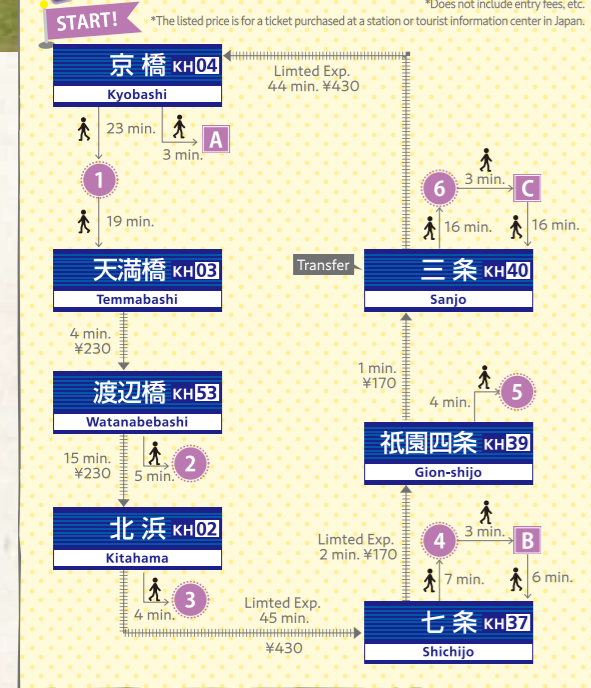 *Does not include entry fees, etc.
*The listed price is for a ticket purchased at a station or tourist information center in Japan.
START!
京橋 KH04
Kyobashi
Limted Exp.
44 min. ¥430
23 min.
A
3 min.
1
19 min.
6
3 min.
C
16 min.
16 min.
天満橋 KH03
Temmabashi
Transfer
三条 KH40
Sanjo
4 min.
¥230
1 min.
¥170
渡辺橋 KH53
Watanabebashi
4 min.
5
15 min.
¥230
2
5 min.
祇園四条 KH39
Gion-shijo
北浜 KH02
Kitahama
Limted Exp.
2 min. ¥170
4
3 min.
B
7 min.
6 min.
3
4 min.
Limted Exp.
45 min.
¥430
七条 KH37
Shichijo